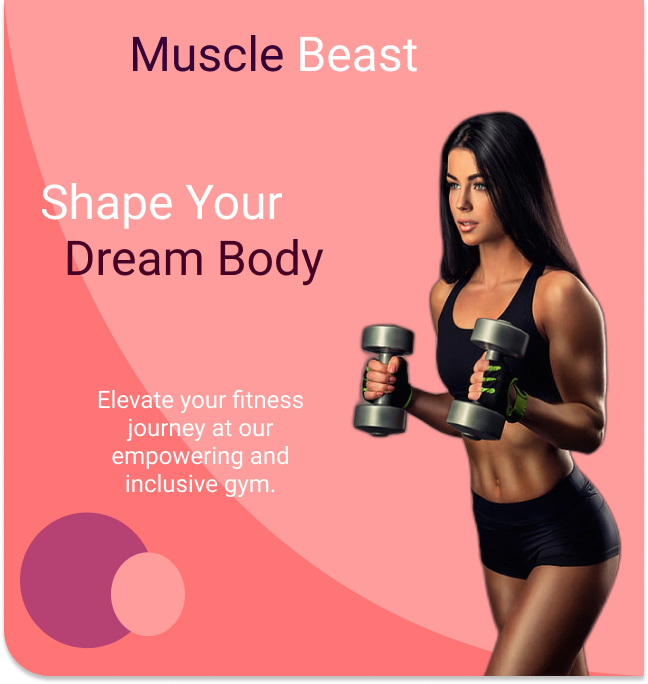 Muscle Beast
Shape Your
Dream Body
Elevate your fitness
journey at our
empowering and
inclusive gym.